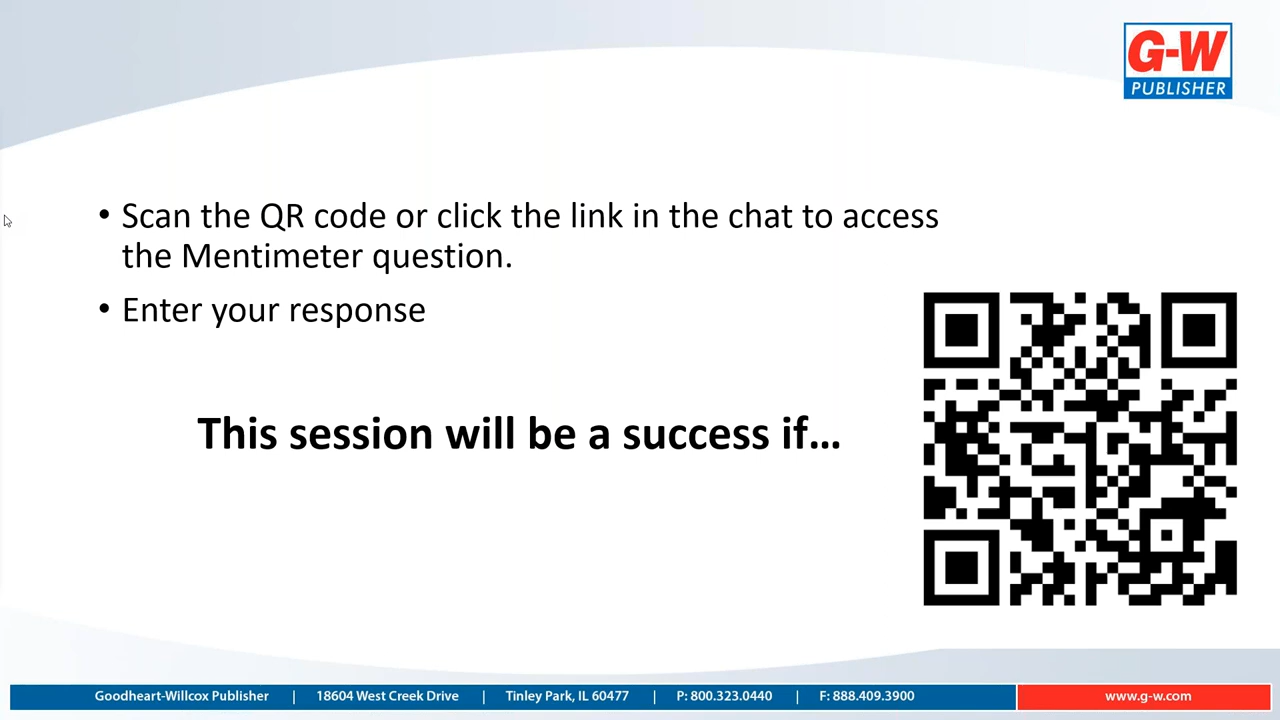 G-W
PUBLISHER
• Scan the QR code or click the link in the chat to access
the Mentimeter question.
• Enter your response
This session will be a success if…
Goodheart-Willcox Publisher | 18604 West Creek Drive | Tinley Park, IL 60477 | P: 800.323.0440 | F: 888.409.3900 www.g-w.com